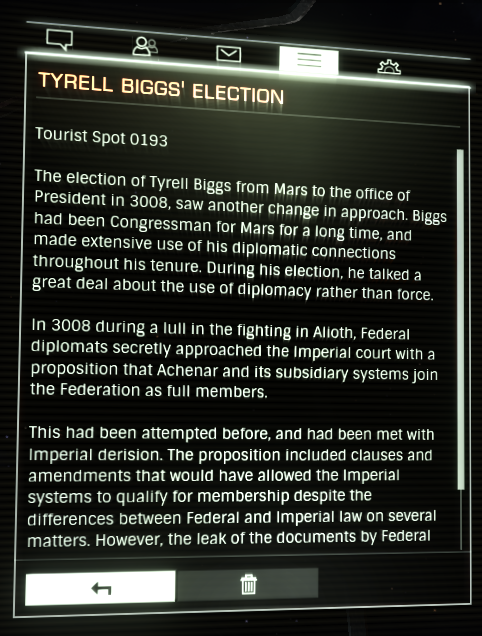 TYRELL BIGGS' ELECTION
Tourist Spot 0193
The election of Tyrell Biggs from Mars to the office of
President in 3008, saw another change in approach. Biggs
had been Congressman for Mars for a long time, and
made extensive use of his diplomatic connections
throughout his tenure. During his election, he talked a
great deal about the use of diplomacy rather than force.
In 3008 during a lull in the fighting in Alioth, Federal
diplomats secretly approached the Imperial court with a
proposition that Achenar and its subsidiary systems join
the Federation as full members.
This had been attempted before, and had been met with
Imperial derision. The proposition included clauses and
amendments that would have allowed the Imperial
systems to qualify for membership despite the
differences between Federal and Imperial law on several
matters. However, the leak of the documents by Federal